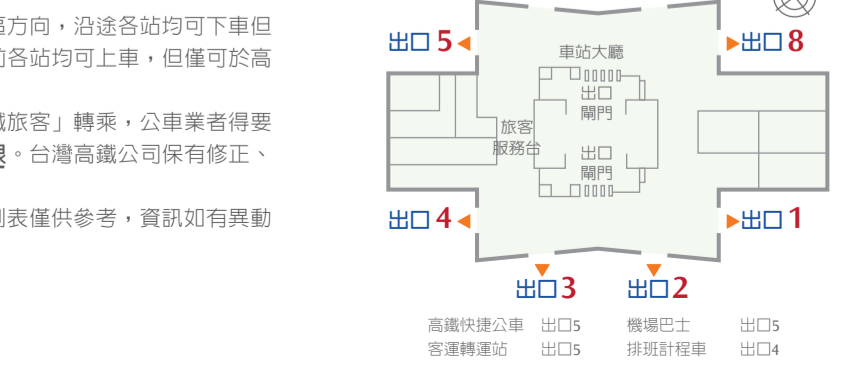 區方向，沿途各站均可下車但
前各站均可上車，但僅可於高
鐵旅客」轉乘，公車業者得要
。台灣高鐵公司保有修正、
列表僅供參考，資訊如有異動
出口 5
出口 8
車站大廳
出口
閘門
旅客
服務台
出口
閘門
出口 4
出口 1
出口 3
出口 2
高鐵快捷公車 出口5
機場巴士 出口5
客運轉運站 出口5
排班計程車 出口4